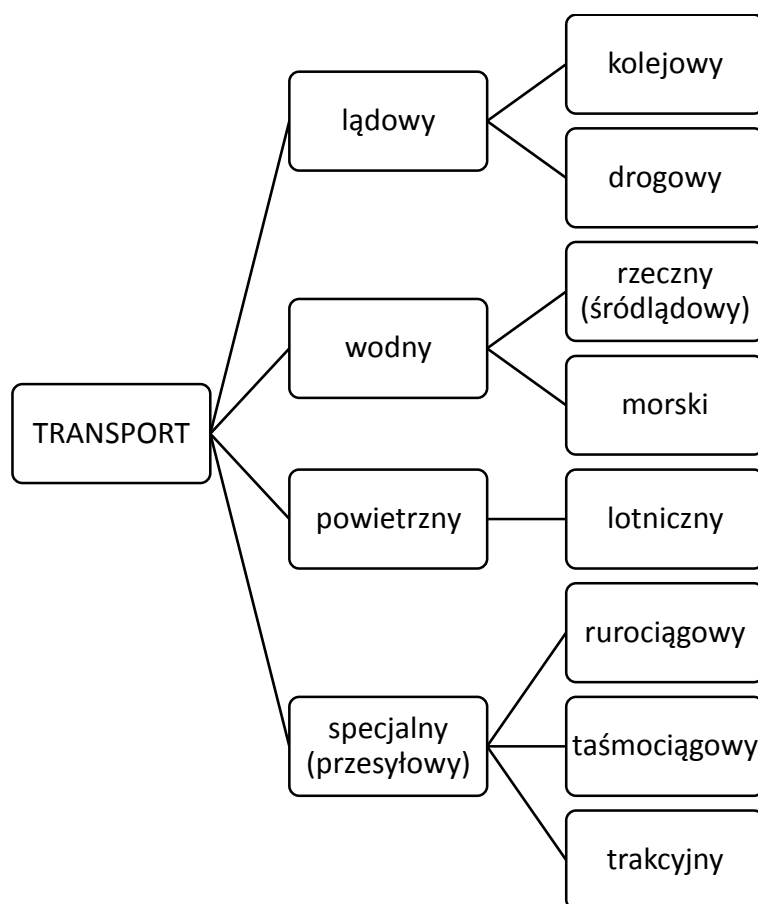 TRANSPORT
lądowy
kolejowy
drogowy
wodny
rzeczny
(śródlądowy)
morski
powietrzny
lotniczny
specjalny
(przesyłowy)
rurociągowy
taśmociągowy
trakcyjny